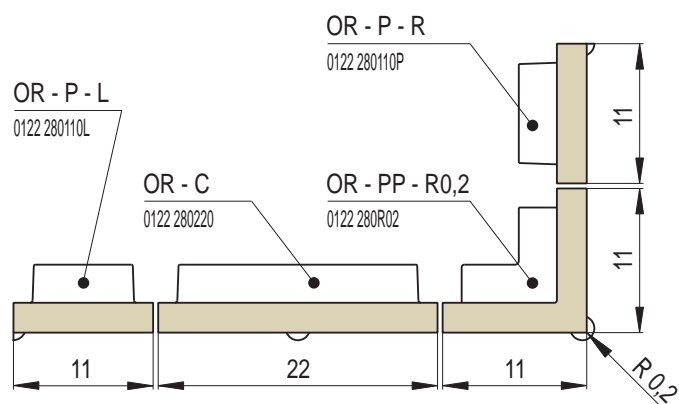 OR - P - R
0122 280110P
OR - P - L
0122 280110L
OR - C
0122 280220
OR - PP - R0,2
0122 280R02
11
11
11
22
11
R 0,2